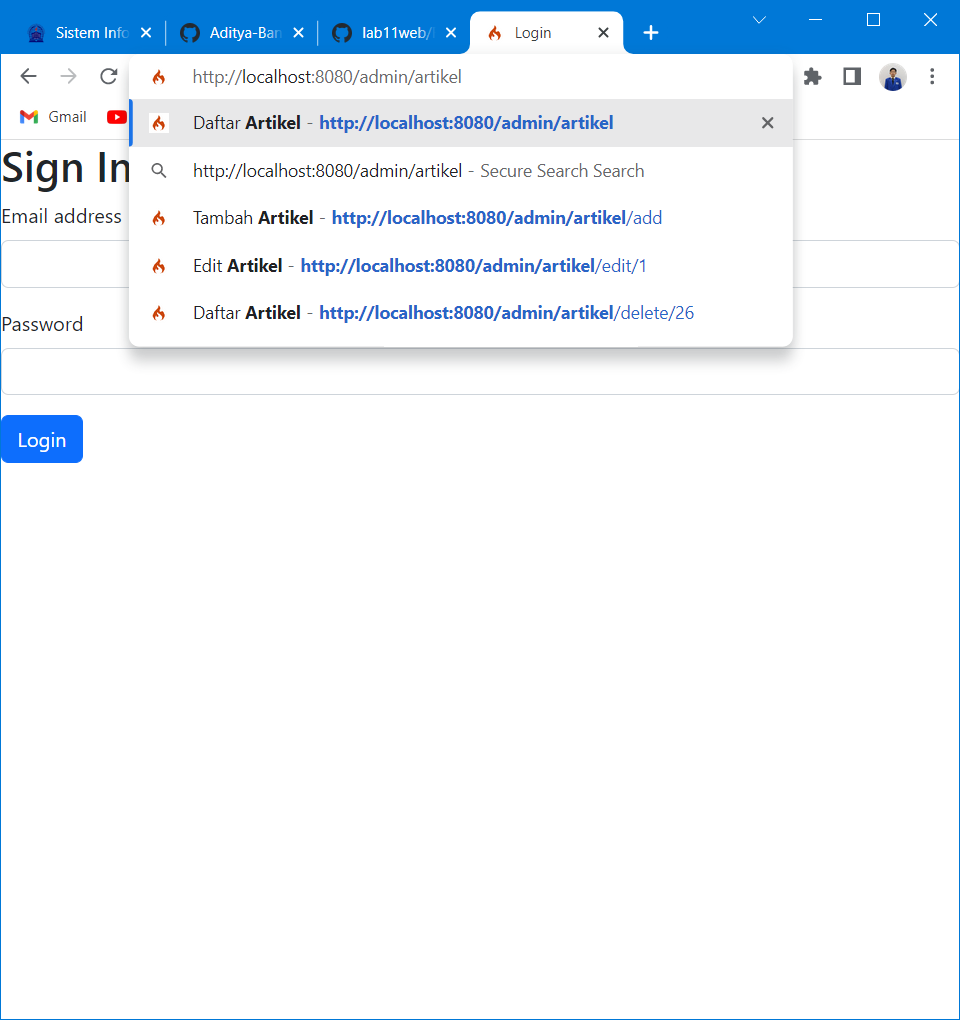 Sistem Info
Aditya-Ban
lab11web/
Login
http://localhost:8080/admin/artikel
Gmail
Daftar Artikel - http://localhost:8080/admin/artikel
http://localhost:8080/admin/artikel - Secure Search Search
Tambah Artikel - http://localhost:8080/admin/artikel/add
Edit Artikel - http://localhost:8080/admin/artikel/edit/1
Daftar Artikel - http://localhost:8080/admin/artikel/delete/26
Sign In
Email address
Password
Login